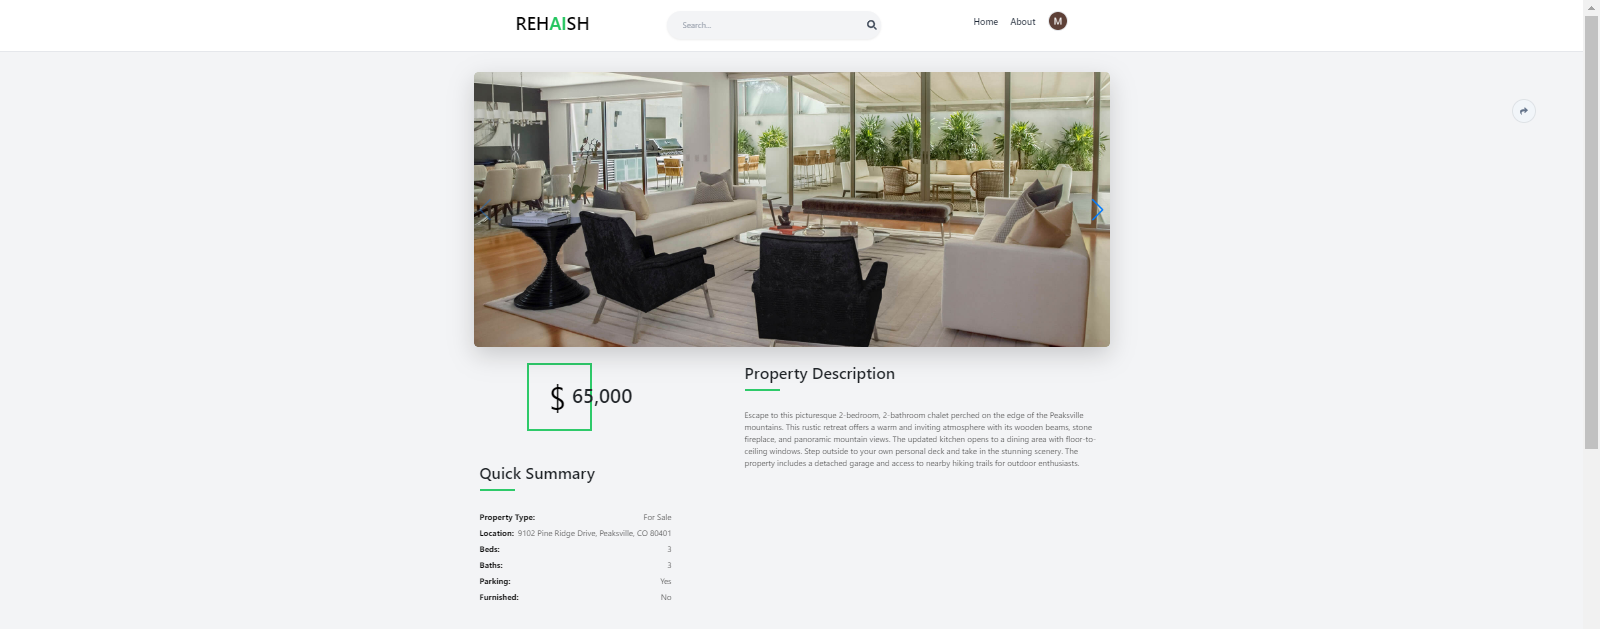 REHAISH
Search...
Home
About
M
$ 65,000
Property Description
Escape to this picturesque 2-bedroom, 2-bathroom chalet perched on the edge of the Peaksville
mountains. This rustic retreat offers a warm and inviting atmosphere with its wooden beams, stone
fireplace, and panoramic mountain views. The updated kitchen opens to a dining area with floor-to-
ceiling windows. Step outside to your own personal deck and take in the stunning scenery. The
property includes a detached garage and access to nearby hiking trails for outdoor enthusiasts.
Quick Summary
Property Type: For Sale
Location: 9102 Pine Ridge Drive, Peaksville, CO 80401
Beds: 3
Baths: 3
Parking: Yes
Furnished: No